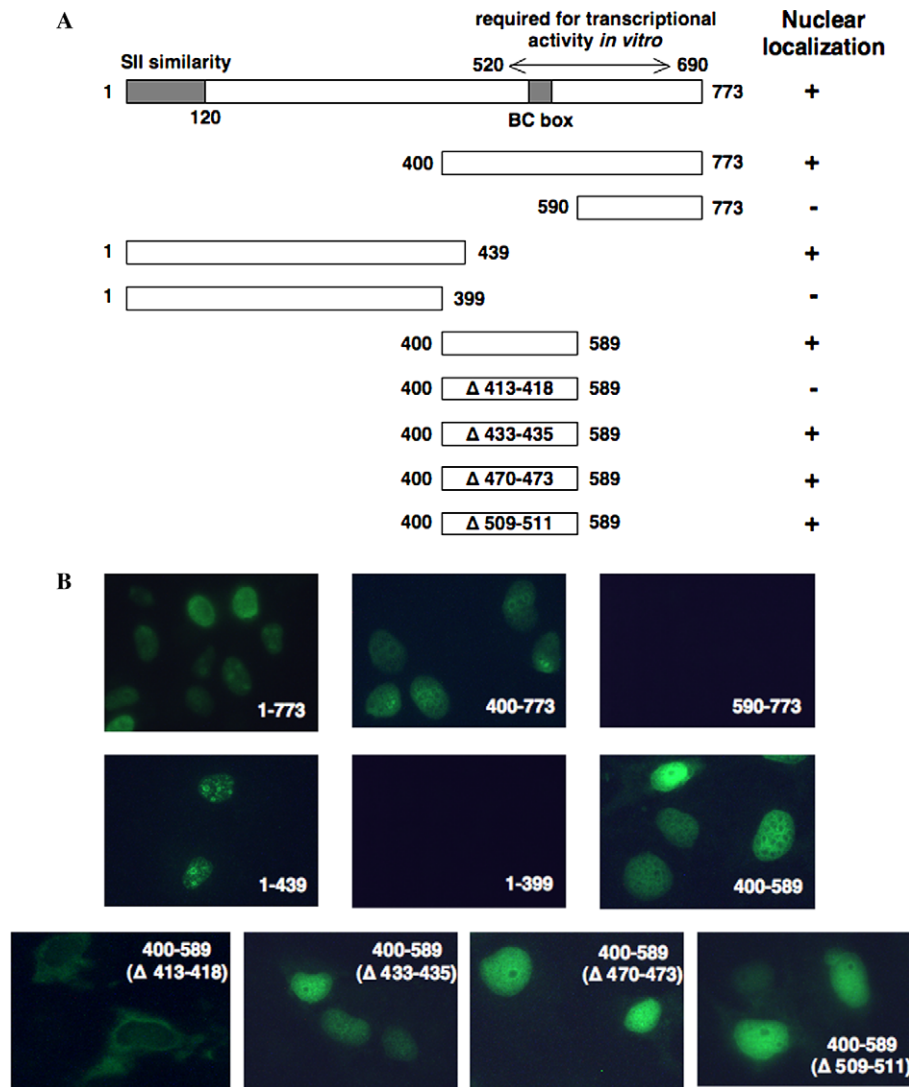 A
required for transcriptional
activity in vitro
Nuclear
localization
SII similarity
520
690
1
773
+
120
BC box
400
773
+
590
773
-
1
439
+
1
399
-
400
589
+
400
Δ 413-418
589
-
400
Δ 433-435
589
+
400
Δ 470-473
589
+
400
Δ 509-511
589
+
B
1-773
400-773
590-773
1-439
1-399
400-589
400-589
(Δ 413-418)
400-589
(Δ 433-435)
400-589
(Δ 470-473)
400-589
(Δ 509-511)